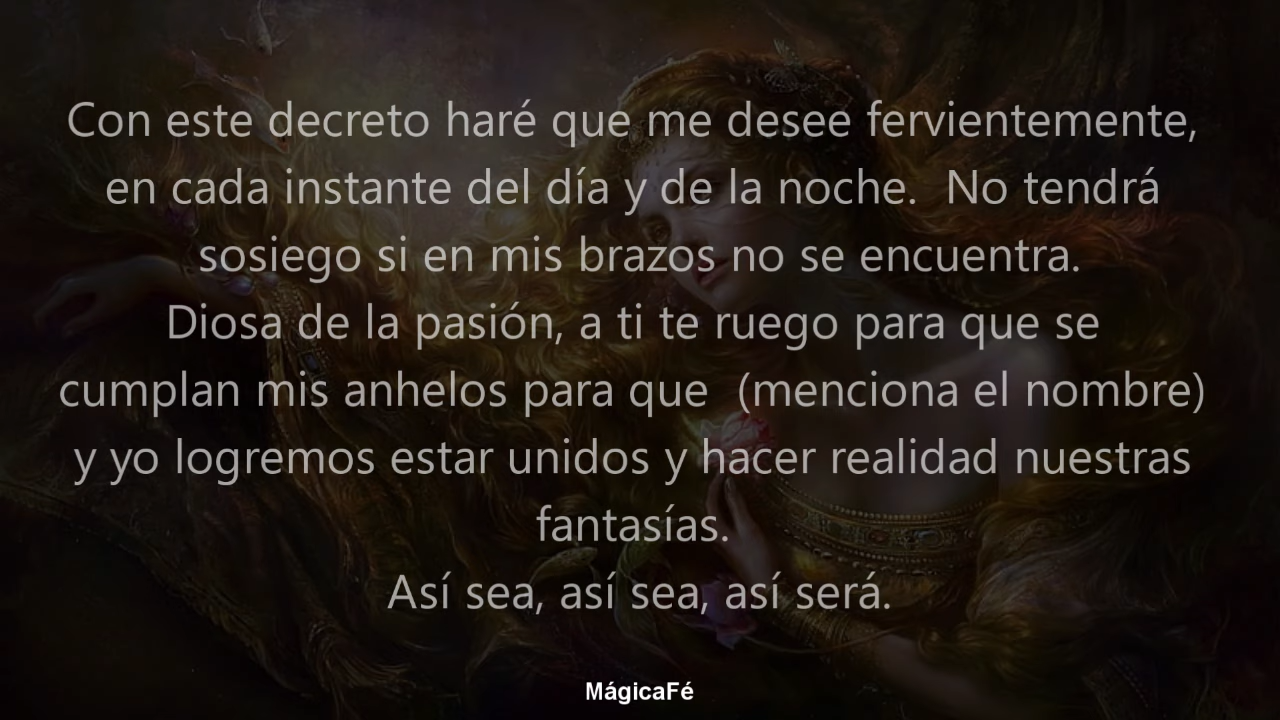 Con este decreto haré que me desee fervientemente,
en cada instante del día y de la noche.  No tendrá
sosiego si en mis brazos no se encuentra.
Diosa de la pasión, a ti te ruego para que se
cumplan mis anhelos para que  (menciona el nombre)
y yo logremos estar unidos y hacer realidad nuestras
fantasías.
Así sea, así sea, así será.
MágicaFé